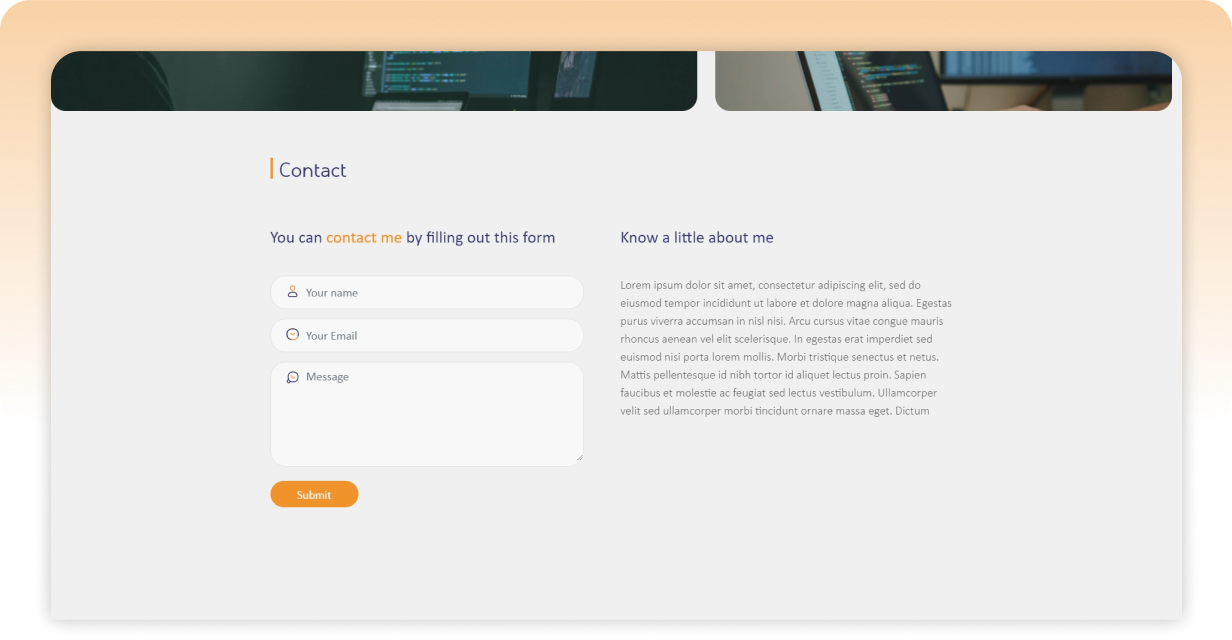 Contact
You can contact me by filling out this form
Your name
Your Email
Message
Submit
Know a little about me
Lorem ipsum dolor sit amet, consectetur adipiscing elit, sed do
eiusmod tempor incididunt ut labore et dolore magna aliqua. Egestas
purus viverra accumsan in nisl nisi. Arcu cursus vitae congue mauris
rhoncus aenean vel elit scelerisque. In egestas erat imperdiet sed
euismod nisi porta lorem mollis. Morbi tristique senectus et netus.
Mattis pellentesque id nibh tortor id aliquet lectus proin. Sapien
faucibus et molestie ac feugiat sed lectus vestibulum. Ullamcorper
velit sed ullamcorper morbi tincidunt ornare massa eget. Dictum